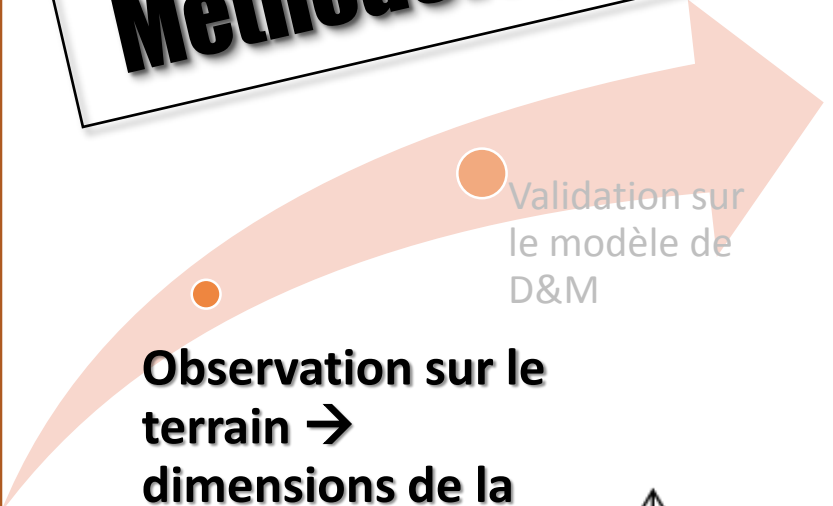 Validation sur
le modèle de
D&M
Observation sur le
terrain →
dimensions de la